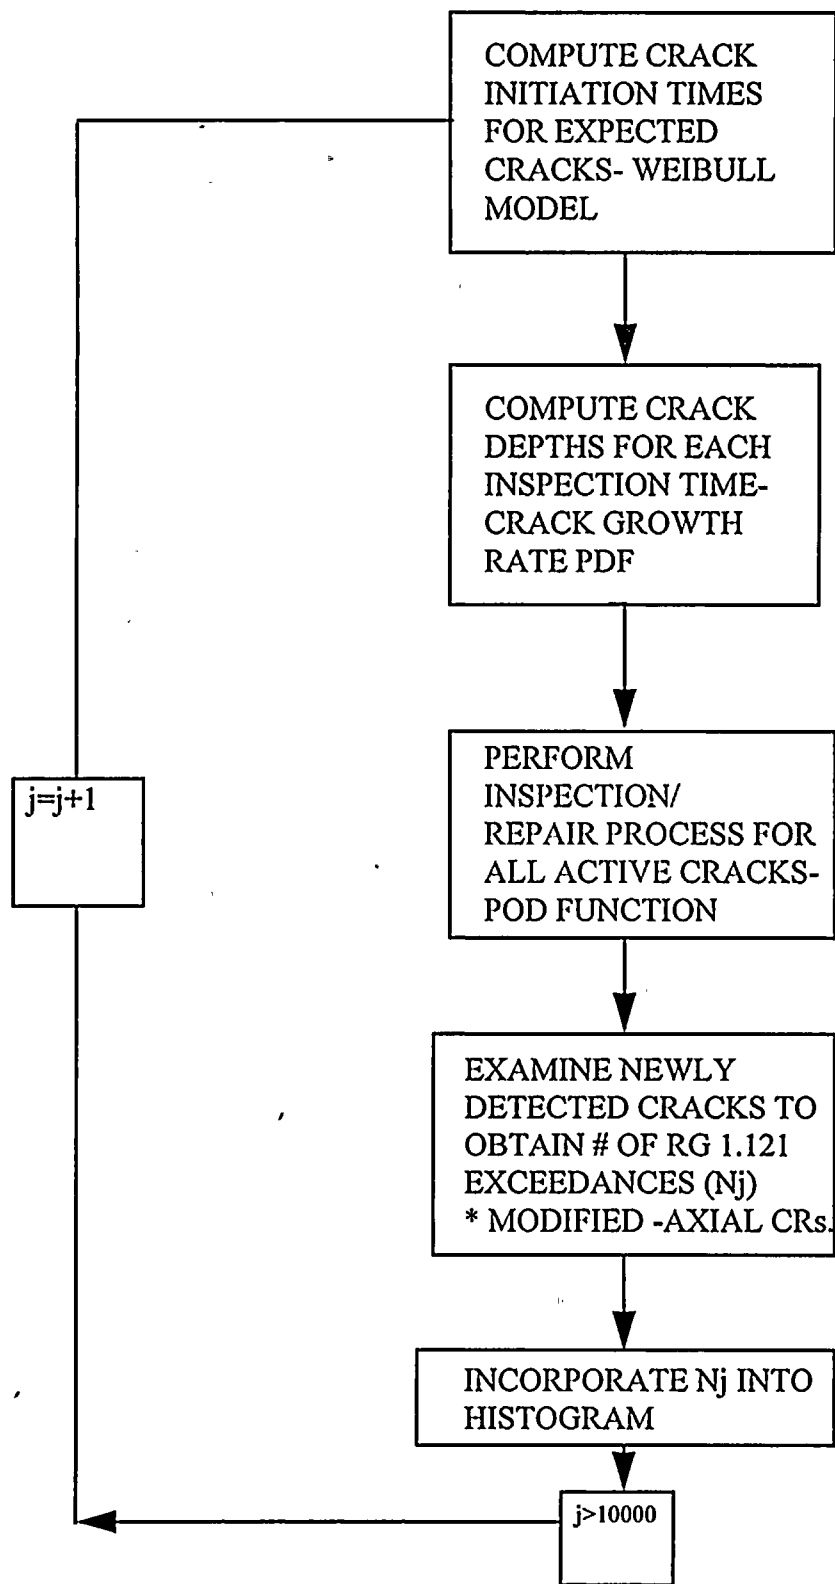 COMPUTE CRACK
INITIATION TIMES
FOR EXPECTED
CRACKS- WEIBULL
MODEL
COMPUTE CRACK
DEPTHS FOR EACH
INSPECTION TIME-
CRACK GROWTH
RATE PDF
PERFORM
INSPECTION/
REPAIR PROCESS FOR
ALL ACTIVE CRACKS-
POD FUNCTION
j=j+1
EXAMINE NEWLY
DETECTED CRACKS TO
OBTAIN # OF RG 1.121
EXCEEDANCES (Nj)
* MODIFIED -AXIAL CRs.
INCORPORATE Nj INTO
HISTOGRAM
j>10000